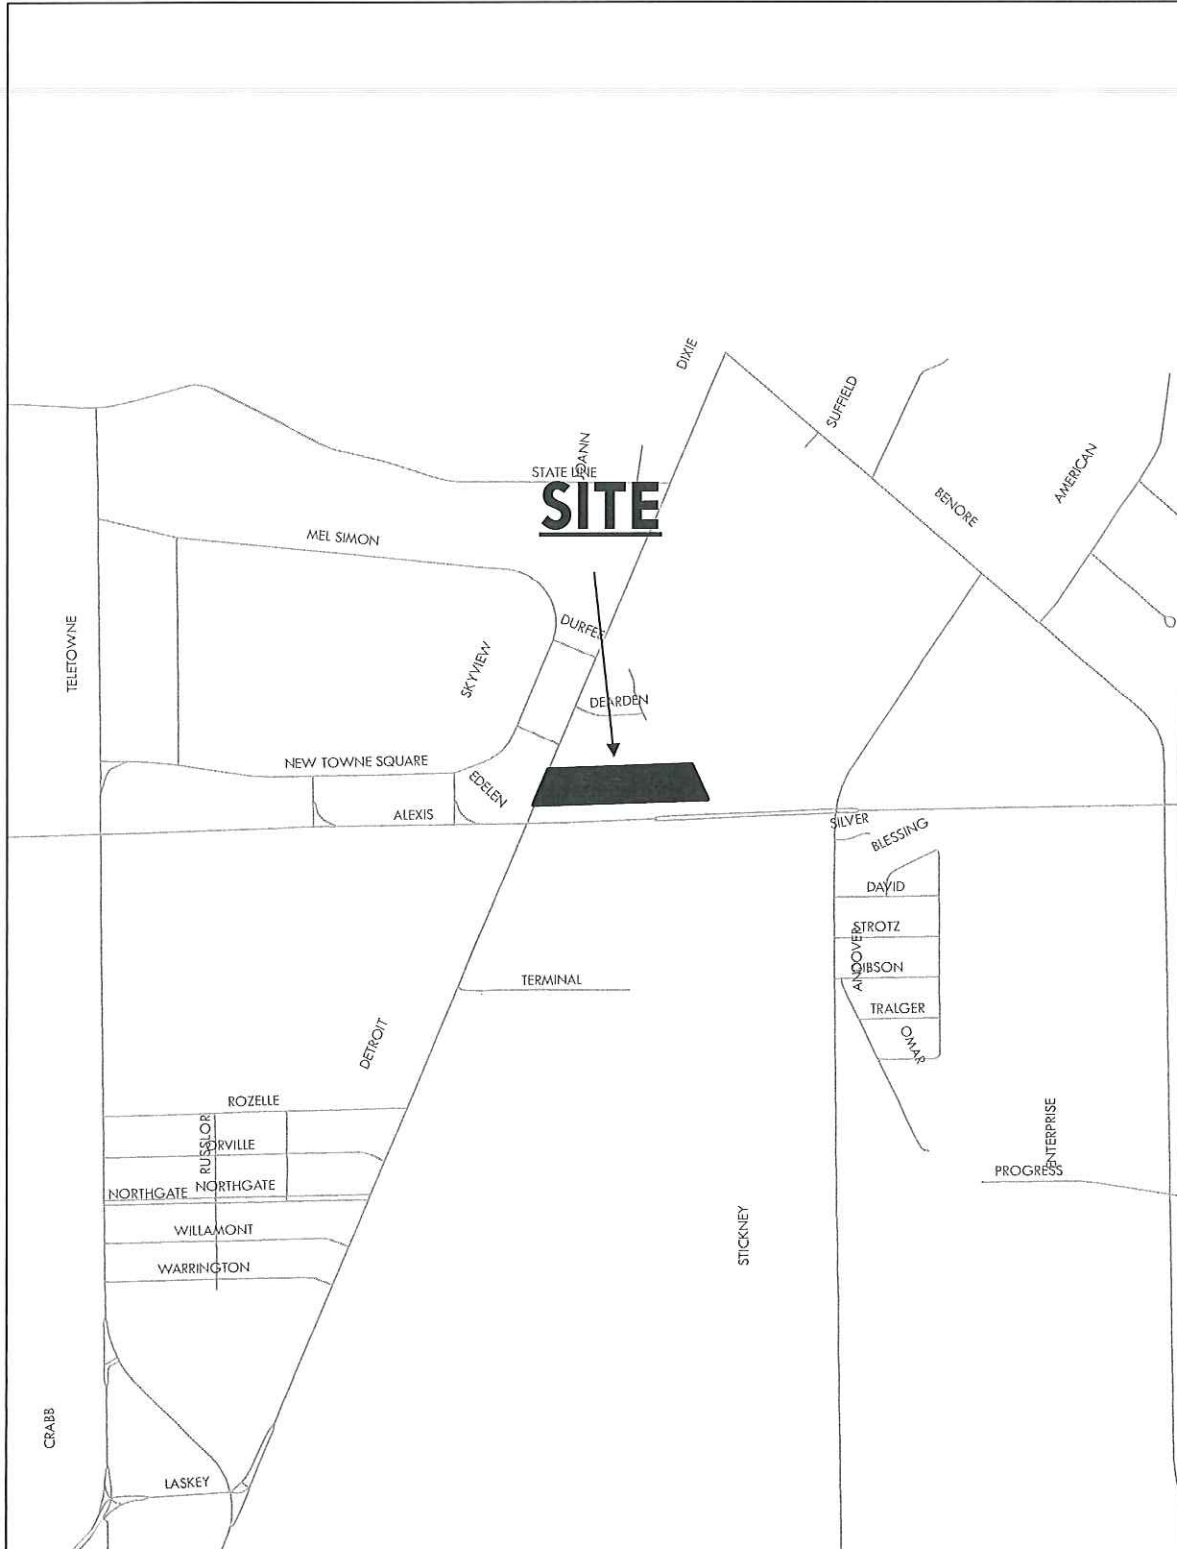 DIXIE
SUFFIELD
JOANN
STATE LINE
AMERICAN
SITE
BENORE
MEL SIMON
DURFEE
TELETOWNE
SKYVIEW
DEARDEN
NEW TOWNE SQUARE
EDELEN
ALEXIS
SILVER
BLESSING
DAVID
STROTZ
ANDOVER
GIBSON
TERMINAL
TRALGER
OMAR
DETROIT
ROZELLE
RUSSLOR
ORVILLE
ENTERPRISE
PROGRESS
NORTHGATE NORTHGATE
WILLAMONT
STICKNEY
WARRINGTON
CRABB
LASKEY